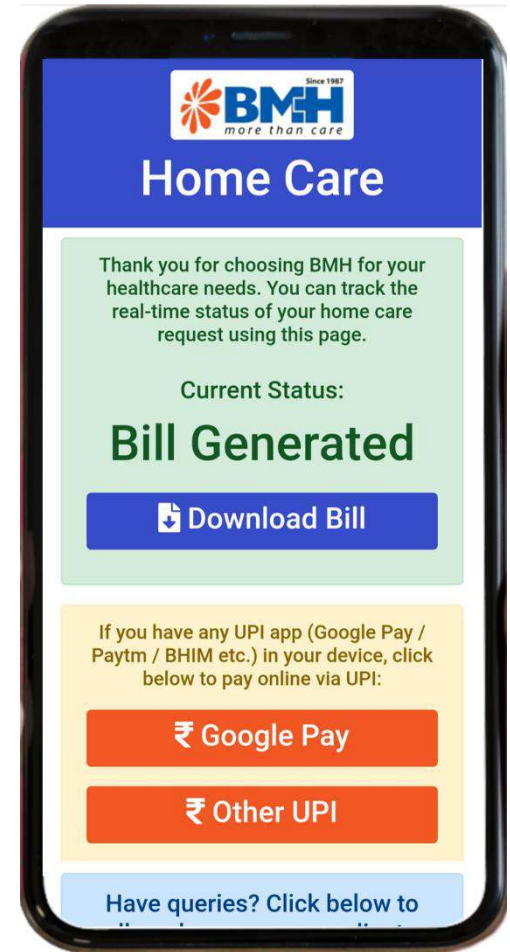 Since 1987
BMH
more than care
Home Care
Thank you for choosing BMH for your
healthcare needs. You can track the
real-time status of your home care
request using this page.
Current Status:
Bill Generated
Download Bill
If you have any UPI app (Google Pay /
Paytm / BHIM etc.) in your device, click
below to pay online via UPI:
₹ Google Pay
₹ Other UPI
Have queries? Click below to